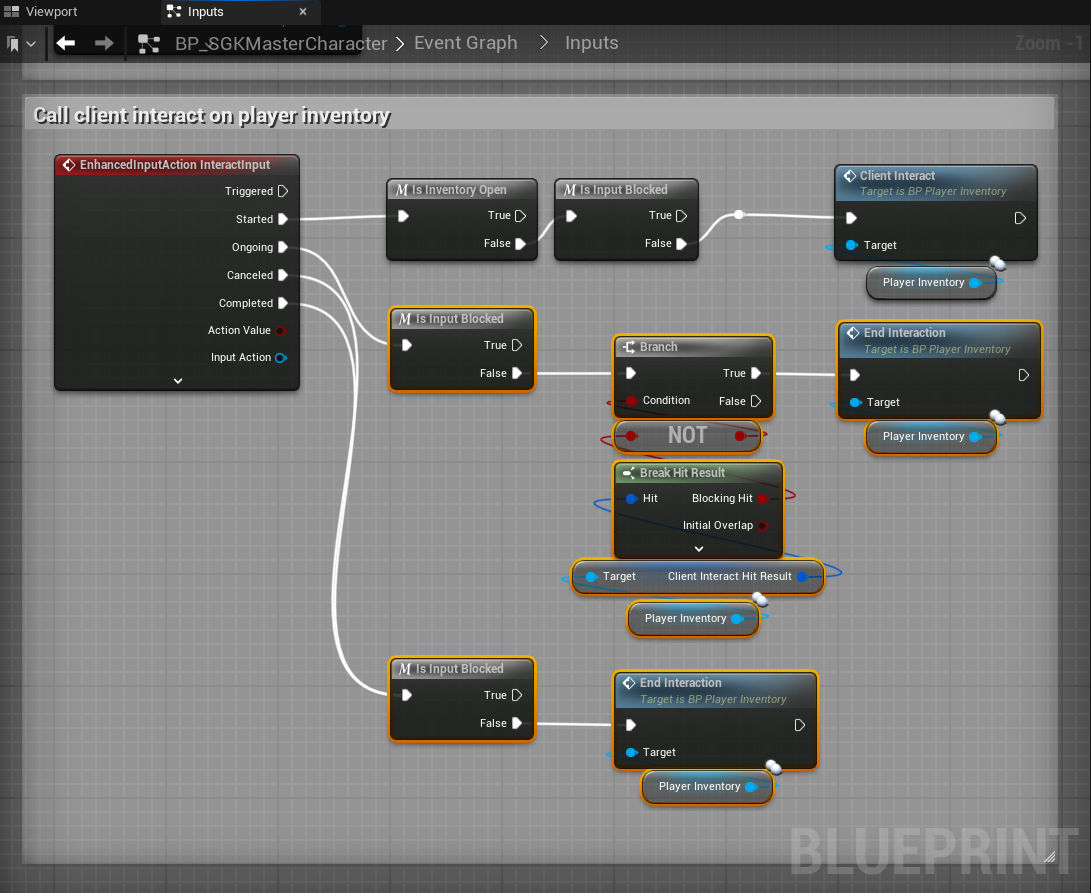 Viewport
Inputs
BP_SGKMasterCharacter > Event Graph > Inputs
Zoom -1
Call client interact on player inventory
EnhancedInputAction InteractInput
Triggered
Started
Ongoing
Canceled
Completed
Action Value
Input Action
Is Inventory Open
True
False
Is Input Blocked
True
False
Client Interact
Target is BP Player Inventory
Target
Player Inventory
Is Input Blocked
True
False
Branch
True
Condition
False
NOT
Break Hit Result
Hit
Blocking Hit
Initial Overlap
Target
Client Interact Hit Result
Player Inventory
End Interaction
Target is BP Player Inventory
Target
Player Inventory
Is Input Blocked
True
False
End Interaction
Target is BP Player Inventory
Target
Player Inventory
BLUEPRINT